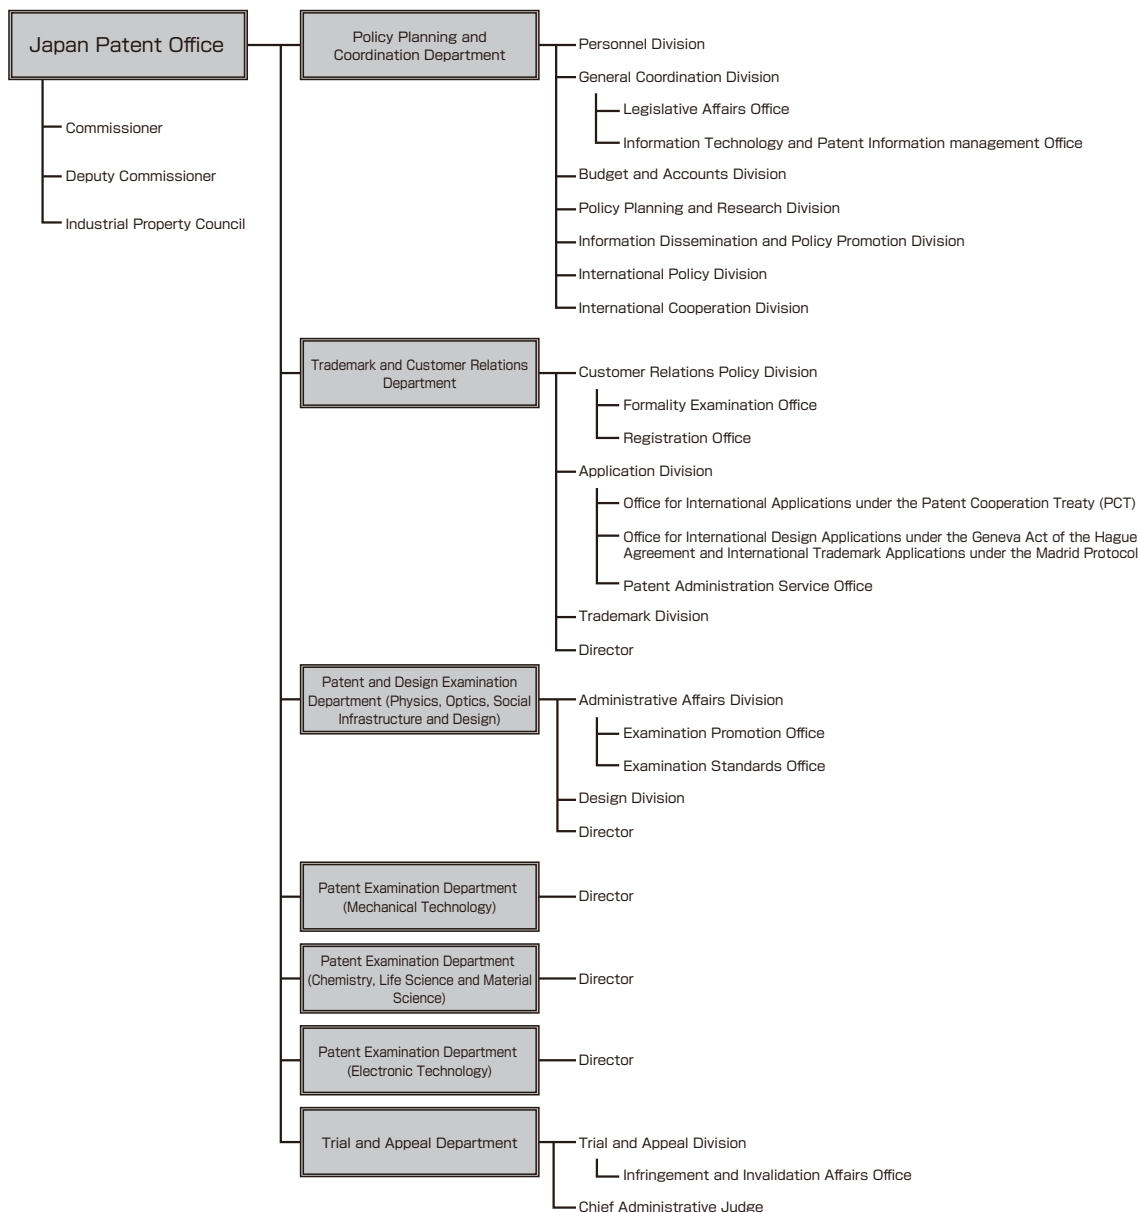 Japan Patent Office
Commissioner
Deputy Commissioner
Industrial Property Council
Policy Planning and
Coordination Department
Personnel Division
General Coordination Division
Legislative Affairs Office
Information Technology and Patent Information management Office
Budget and Accounts Division
Policy Planning and Research Division
Information Dissemination and Policy Promotion Division
International Policy Division
International Cooperation Division
Trademark and Customer Relations
Department
Customer Relations Policy Division
Formality Examination Office
Registration Office
Application Division
Office for International Applications under the Patent Cooperation Treaty (PCT)
Office for International Design Applications under the Geneva Act of the Hague
Agreement and International Trademark Applications under the Madrid Protocol
Patent Administration Service Office
Trademark Division
Director
Patent and Design Examination
Department (Physics, Optics, Social
Infrastructure and Design)
Administrative Affairs Division
Examination Promotion Office
Examination Standards Office
Design Division
Director
Patent Examination Department
(Mechanical Technology)
Director
Patent Examination Department
(Chemistry, Life Science and Material
Science)
Director
Patent Examination Department
(Electronic Technology)
Director
Trial and Appeal Department
Trial and Appeal Division
Infringement and Invalidation Affairs Office
Chief Administrative Judge